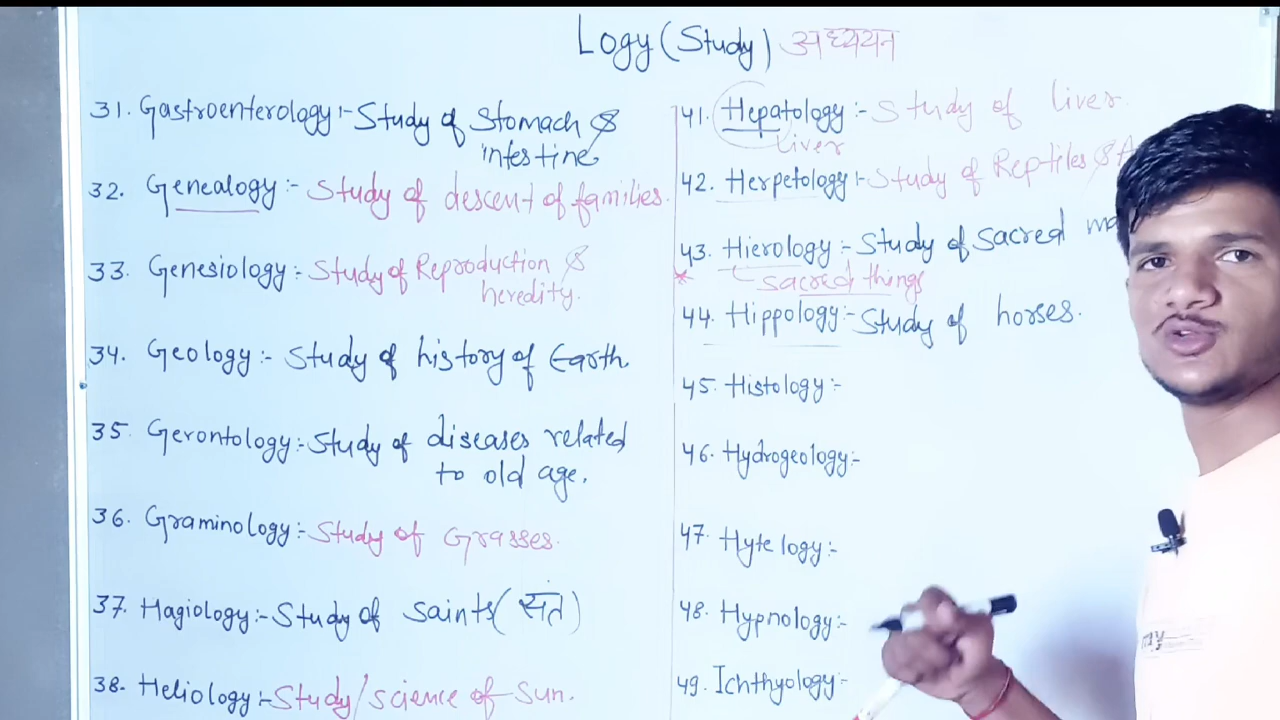 Logy (Study) अध्ययन
31. Gastroenterology :- Study of Stomach &
intestine
32. Genealogy :- Study of descent of families.
33. Genesiology :- Study of Reproduction &
heredity.
34. Geology :- Study of history of Earth.
35. Gerontology :- Study of diseases related
to old age.
36. Graminology :- Study of Grasses.
37. Hagiology :- Study of Saints (संत)
38. Heliology :- Study/science of Sun.
41. Hepatology :- Study of liver.
liver
42. Herpetology :- Study of Reptiles & A
43. Hierology :- Study of Sacred
sacred things
44. Hippology :- Study of horses.
45. Histology :-
46. Hydrogeology :-
47. Hytelogy :-
48. Hypnology :-
49. Ichthyology :-